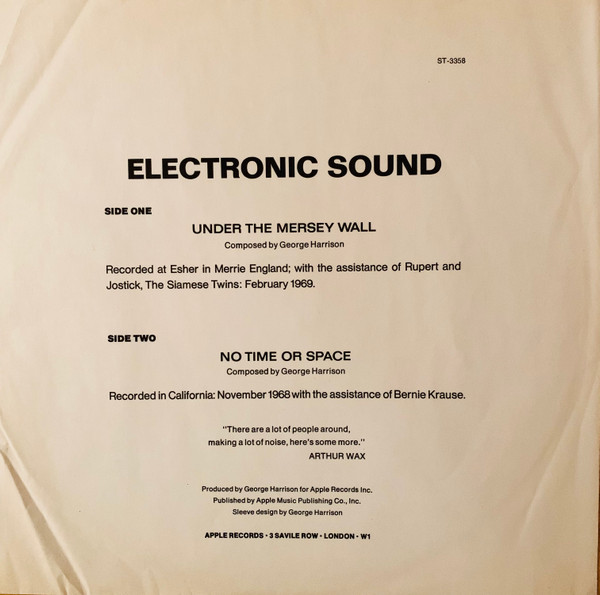 ST-3358
ELECTRONIC SOUND
SIDE ONE
UNDER THE MERSEY WALL
Composed by George Harrison
Recorded at Esher in Merrie England; with the assistance of Rupert and
Jostick, The Siamese Twins: February 1969.
SIDE TWO
NO TIME OR SPACE
Composed by George Harrison
Recorded in California: November 1968 with the assistance of Bernie Krause.
"There are a lot of people around,
making a lot of noise, here's some more."
ARTHUR WAX
Produced by George Harrison for Apple Records Inc.
Published by Apple Music Publishing Co., Inc.
Sleeve design by George Harrison
APPLE RECORDS • 3 SAVILE ROW • LONDON • W1